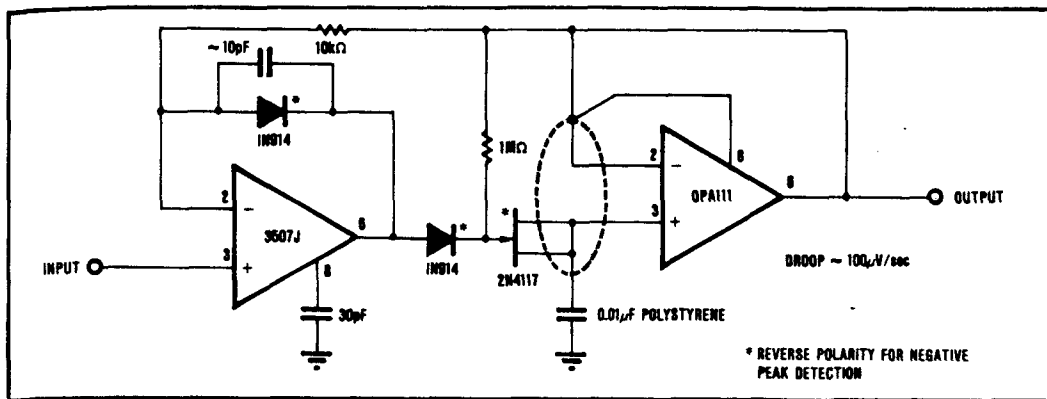 ~10pF
10kΩ
1N914
*
1MΩ
2
3
6
8
3507J
INPUT
30pF
1N914
*
*
2N4117
2
3
8
6
OPA111
OUTPUT
DROOP ~ 100µV/sec
0.01µF POLYSTYRENE
* REVERSE POLARITY FOR NEGATIVE
PEAK DETECTION